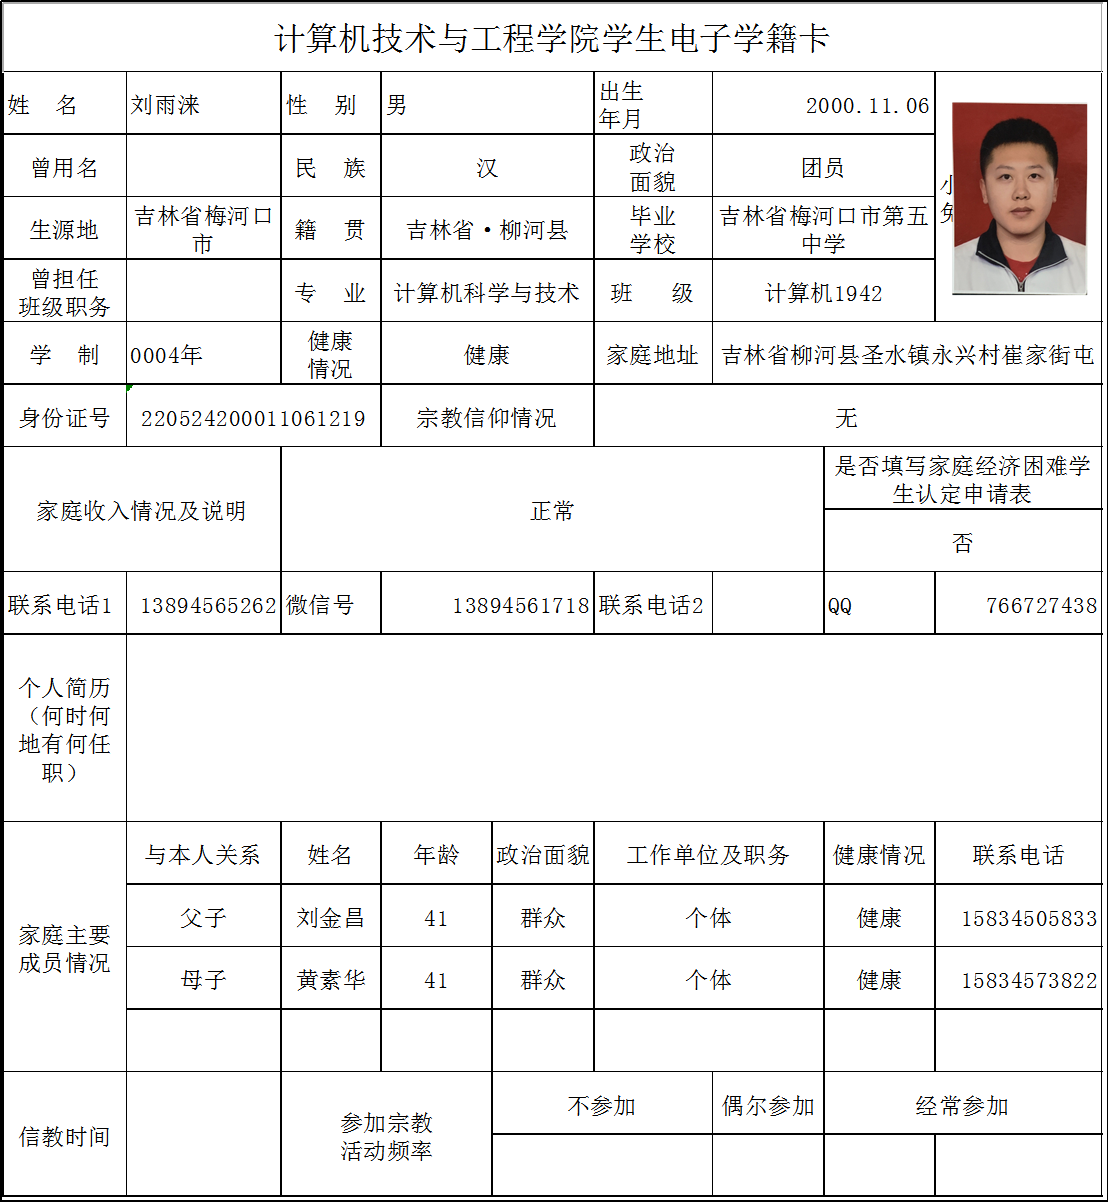 计算机技术与工程学院学生电子学籍卡
姓 名 刘雨涞 性 别 男 出生 2000.11.06
年月
曾用名 民 族 汉 政治 团员
面貌
生源地 吉林省梅河口 籍 贯 吉林省·柳河县 毕业 吉林省梅河口市第五
市 学校 中学
小
曾担任 专 业 计算机科学与技术 班 级 计算机1942
班级职务
学 制 0004年 健康 健康 家庭地址 吉林省柳河县圣水镇永兴村崔家街屯
情况
身份证号 220524200011061219 宗教信仰情况 无
家庭收入情况及说明 正常 是否填写家庭经济困难学
生认定申请表
否
联系电话1 13894565262 微信号 13894561718 联系电话2 QQ 766727438
个人简历
（何时何
地有何任
职）
家庭主要
成员情况
与本人关系 姓名 年龄 政治面貌 工作单位及职务 健康情况 联系电话
父子 刘金昌 41 群众 个体 健康 15834505833
母子 黄素华 41 群众 个体 健康 15834573822
信教时间 参加宗教 不参加 偶尔参加 经常参加
活动频率